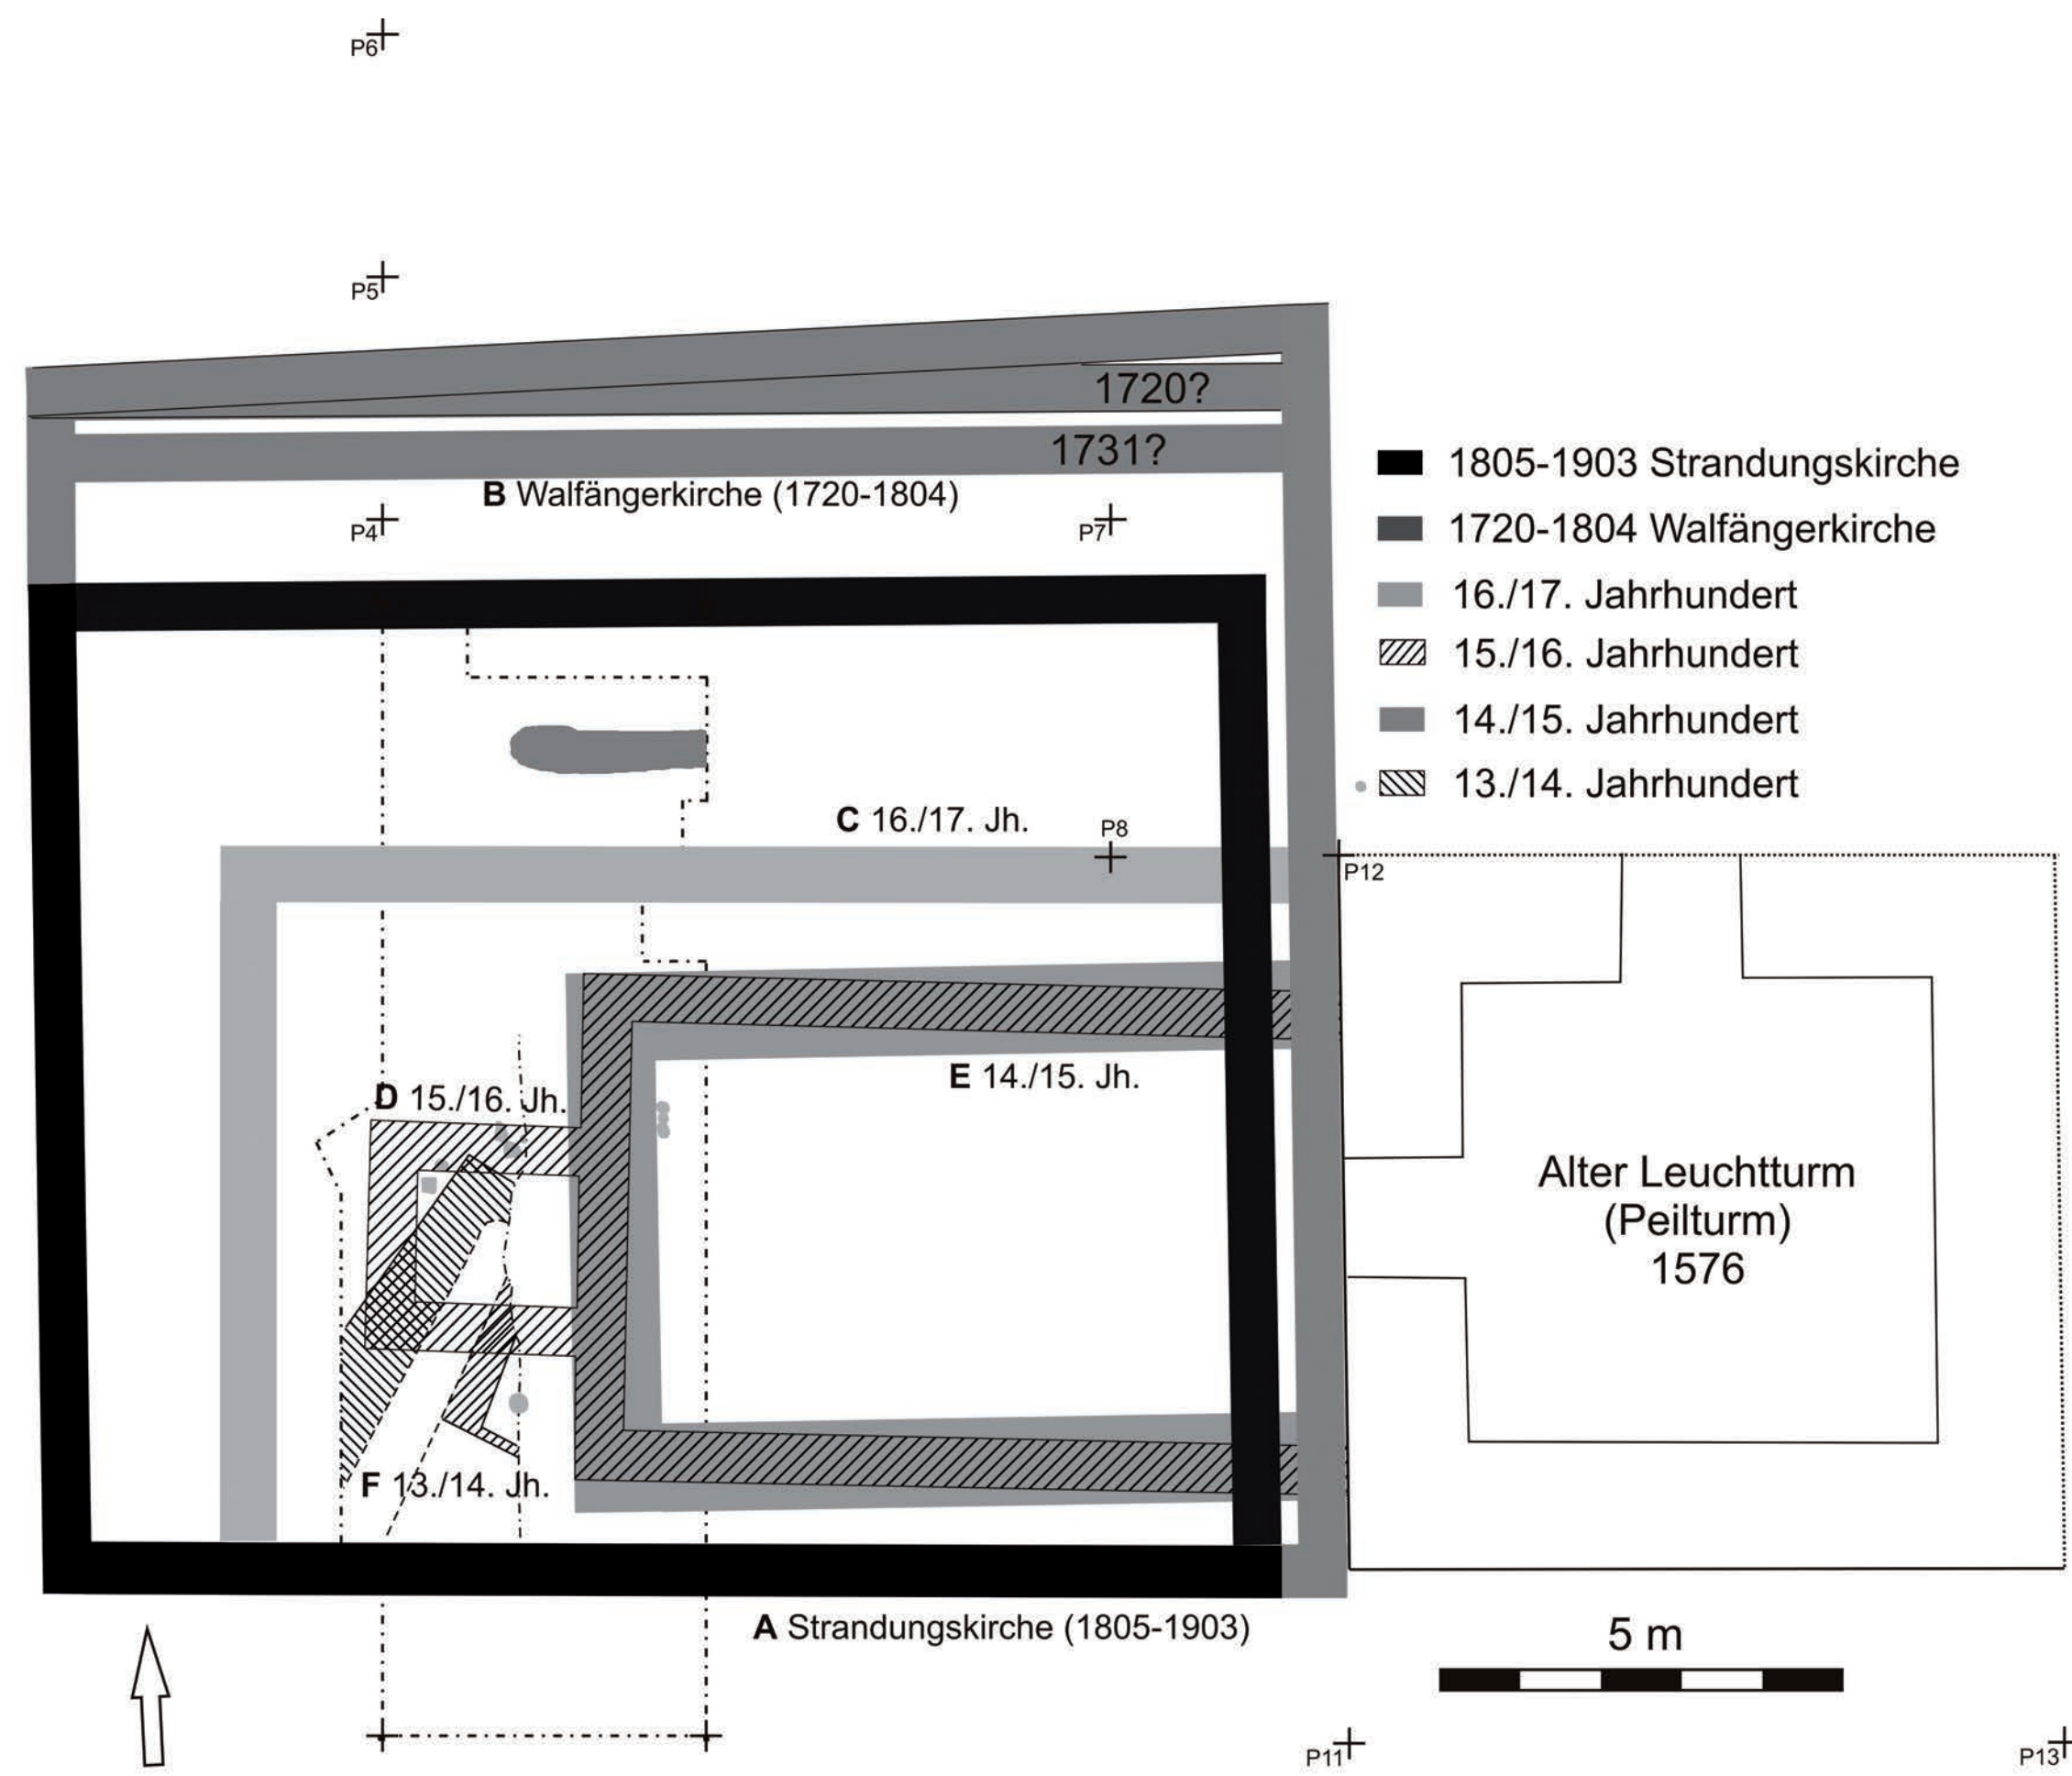 P6
P5
1720?
1731?
B Walfängerkirche (1720-1804)
P4
P7
1805-1903 Strandungskirche
1720-1804 Walfängerkirche
16./17. Jahrhundert
15./16. Jahrhundert
14./15. Jahrhundert
13./14. Jahrhundert
C 16./17. Jh.
P8
P12
E 14./15. Jh.
D 15./16. Jh.
Alter Leuchtturm
(Peilturm)
1576
F 13./14. Jh.
A Strandungskirche (1805-1903)
5 m
P11
P13